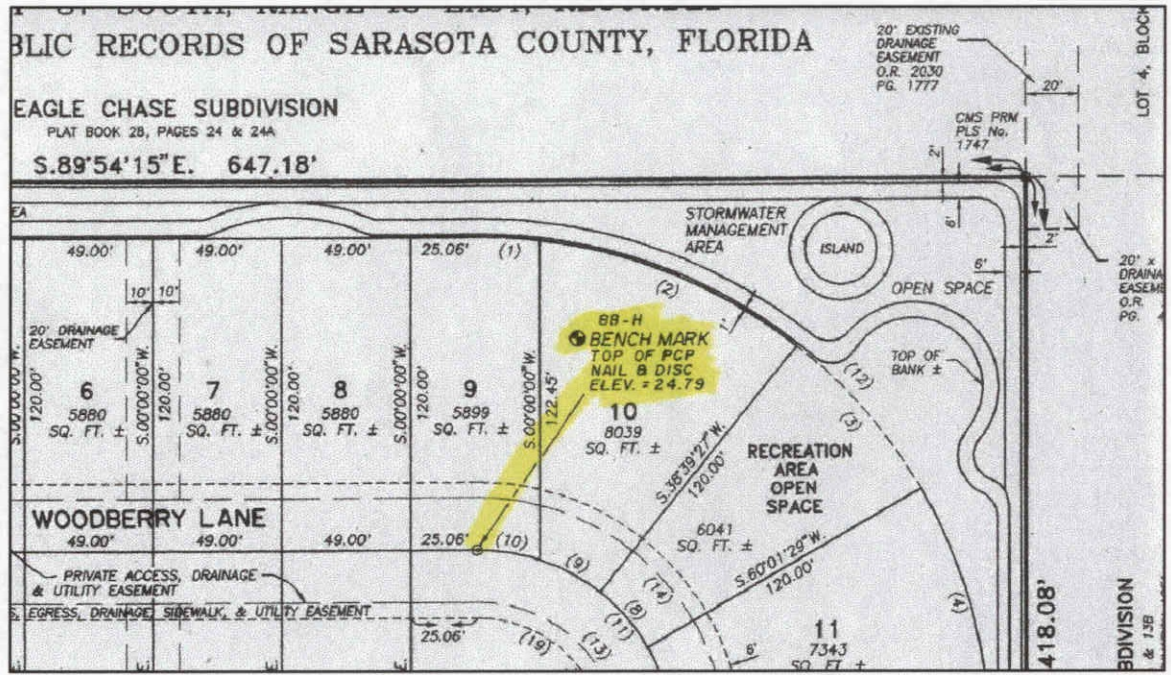 BLIC RECORDS OF SARASOTA COUNTY, FLORIDA
EAGLE CHASE SUBDIVISION
PLAT BOOK 28, PAGES 24 & 24A
S.89°54'15"E. 647.18'
20' EXISTING
DRAINAGE
EASEMENT
O.R. 2030
PG. 1777
20'
LOT 4, BLOCK
CMS PRM
PLS No.
1747
2'
6'
2'
6'
20' x
DRAINA
EASEME
O.R.
PG. 4
EA
49.00'
49.00'
49.00'
25.06'
(1)
(2)
STORMWATER
MANAGEMENT
AREA
ISLAND
OPEN SPACE
TOP OF
BANK ±
10' 10'
20' DRAINAGE
EASEMENT
BB-H
BENCH MARK
TOP OF PCP
NAIL & DISC
ELEV. = 24.79
1'
(12)
(3)
S.00°00'00"W.
120.00'
6
5880
SQ. FT. ±
S.00°00'00"W.
120.00'
7
5880
SQ. FT. ±
S.00°00'00"W.
120.00'
8
5880
SQ. FT. ±
S.00°00'00"W.
120.00'
9
5899
SQ. FT. ±
S.00°00'00"W.
122.45'
10
8039
SQ. FT. ±
S.38°39'27"W.
120.00'
RECREATION
AREA
OPEN
SPACE
6041
SQ. FT. ±
S.60°01'29"W.
120.00'
WOODBERRY LANE
49.00'
49.00'
49.00'
25.06'
(10)
(9)
(8)
(11)
(14)
(13)
(19)
(4)
PRIVATE ACCESS, DRAINAGE
& UTILITY EASEMENT
S, EGRESS, DRAINAGE, SIDEWALK, & UTILITY EASEMENT
25.06'
6'
11
7343
SQ. FT ±
418.08'
BDIVISION
& 13B